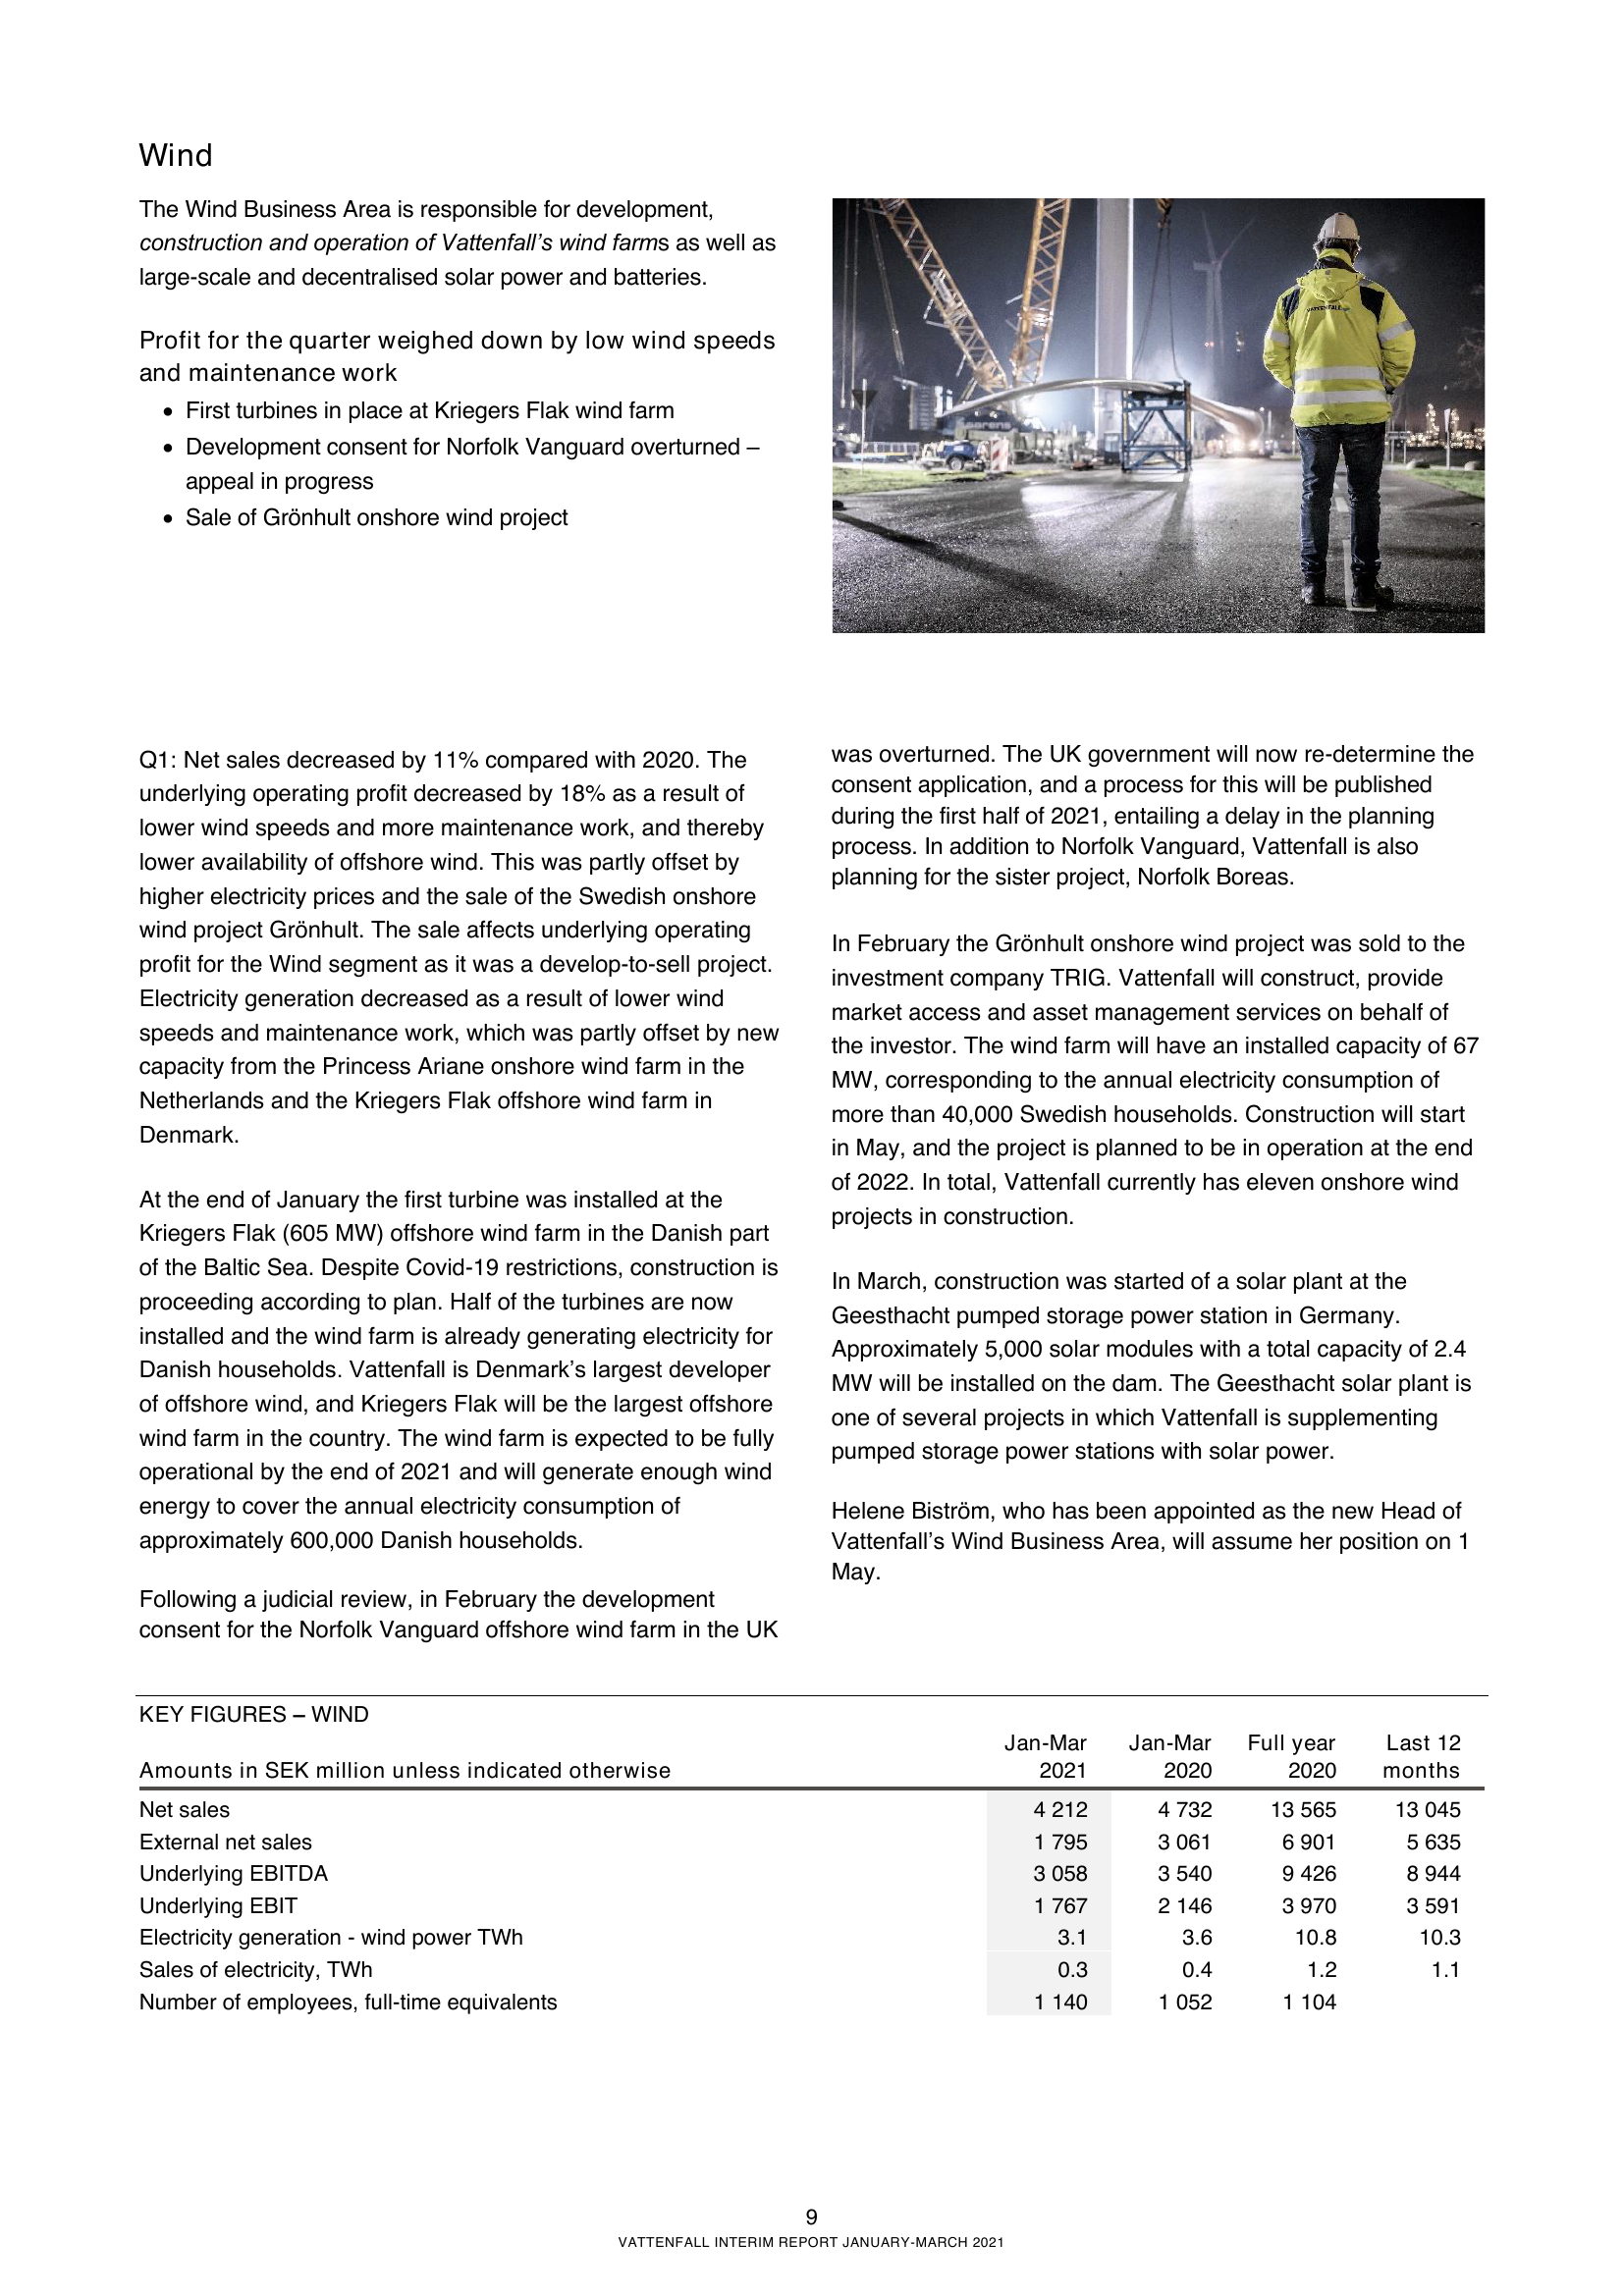 Wind
The Wind Business Area is responsible for development,
construction and operation of Vattenfall's wind farms as well as
large-scale and decentralised solar power and batteries.
Profit for the quarter weighed down by low wind speeds
and maintenance work
• First turbines in place at Kriegers Flak wind farm
• Development consent for Norfolk Vanguard overturned –
appeal in progress
• Sale of Grönhult onshore wind project
VATTENFALL
sarens
Q1: Net sales decreased by 11% compared with 2020. The
underlying operating profit decreased by 18% as a result of
lower wind speeds and more maintenance work, and thereby
lower availability of offshore wind. This was partly offset by
higher electricity prices and the sale of the Swedish onshore
wind project Grönhult. The sale affects underlying operating
profit for the Wind segment as it was a develop-to-sell project.
Electricity generation decreased as a result of lower wind
speeds and maintenance work, which was partly offset by new
capacity from the Princess Ariane onshore wind farm in the
Netherlands and the Kriegers Flak offshore wind farm in
Denmark.
At the end of January the first turbine was installed at the
Kriegers Flak (605 MW) offshore wind farm in the Danish part
of the Baltic Sea. Despite Covid-19 restrictions, construction is
proceeding according to plan. Half of the turbines are now
installed and the wind farm is already generating electricity for
Danish households. Vattenfall is Denmark's largest developer
of offshore wind, and Kriegers Flak will be the largest offshore
wind farm in the country. The wind farm is expected to be fully
operational by the end of 2021 and will generate enough wind
energy to cover the annual electricity consumption of
approximately 600,000 Danish households.
Following a judicial review, in February the development
consent for the Norfolk Vanguard offshore wind farm in the UK
was overturned. The UK government will now re-determine the
consent application, and a process for this will be published
during the first half of 2021, entailing a delay in the planning
process. In addition to Norfolk Vanguard, Vattenfall is also
planning for the sister project, Norfolk Boreas.
In February the Grönhult onshore wind project was sold to the
investment company TRIG. Vattenfall will construct, provide
market access and asset management services on behalf of
the investor. The wind farm will have an installed capacity of 67
MW, corresponding to the annual electricity consumption of
more than 40,000 Swedish households. Construction will start
in May, and the project is planned to be in operation at the end
of 2022. In total, Vattenfall currently has eleven onshore wind
projects in construction.
In March, construction was started of a solar plant at the
Geesthacht pumped storage power station in Germany.
Approximately 5,000 solar modules with a total capacity of 2.4
MW will be installed on the dam. The Geesthacht solar plant is
one of several projects in which Vattenfall is supplementing
pumped storage power stations with solar power.
Helene Biström, who has been appointed as the new Head of
Vattenfall's Wind Business Area, will assume her position on 1
May.
KEY FIGURES – WIND
Jan-Mar Jan-Mar Full year Last 12
Amounts in SEK million unless indicated otherwise 2021 2020 2020 months
Net sales 4 212 4 732 13 565 13 045
External net sales 1 795 3 061 6 901 5 635
Underlying EBITDA 3 058 3 540 9 426 8 944
Underlying EBIT 1 767 2 146 3 970 3 591
Electricity generation - wind power TWh 3.1 3.6 10.8 10.3
Sales of electricity, TWh 0.3 0.4 1.2 1.1
Number of employees, full-time equivalents 1 140 1 052 1 104
9
VATTENFALL INTERIM REPORT JANUARY-MARCH 2021